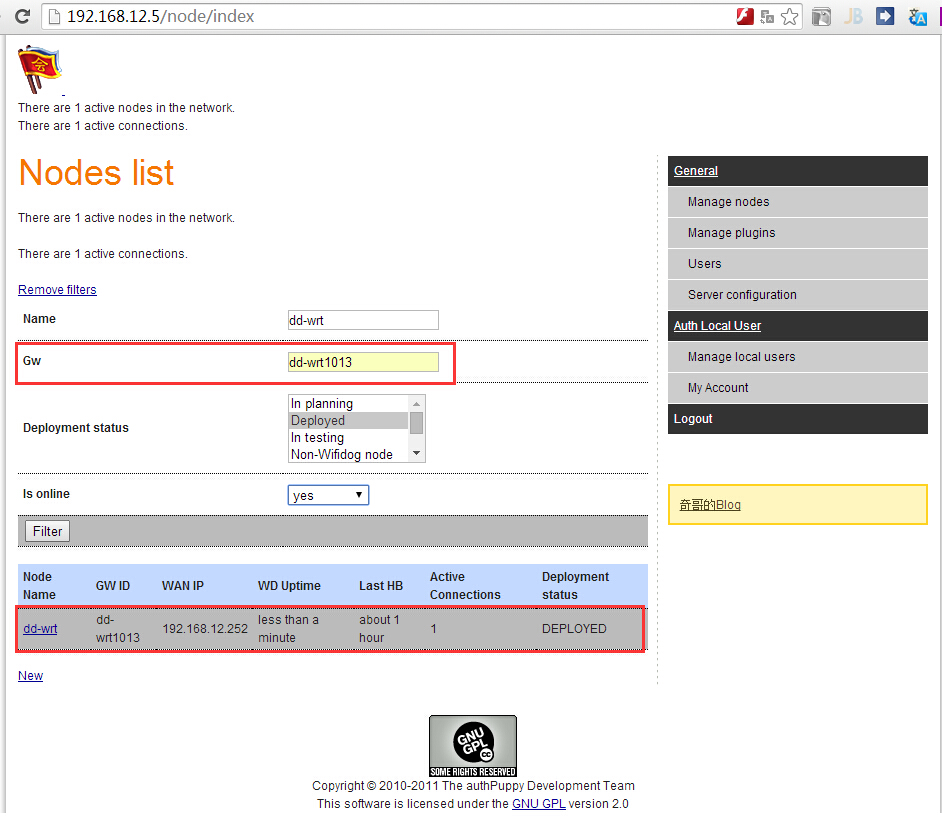 192.168.12.5/node/index
JB
There are 1 active nodes in the network.
There are 1 active connections.
Nodes list
There are 1 active nodes in the network.
There are 1 active connections.
Remove filters
Name dd-wrt
Gw dd-wrt1013
Deployment status
In planning
Deployed
In testing
Non-Wifidog node
Is online yes
Filter
Node Name GW ID WAN IP WD Uptime Last HB Active Connections Deployment status
dd-wrt dd-wrt1013 192.168.12.252 less than a minute about 1 hour 1 DEPLOYED
New
General
Manage nodes
Manage plugins
Users
Server configuration
Auth Local User
Manage local users
My Account
Logout
奇哥的Blog
GNU
GPL
cc
SOME RIGHTS RESERVED
Copyright © 2010-2011 The authPuppy Development Team
This software is licensed under the GNU GPL version 2.0